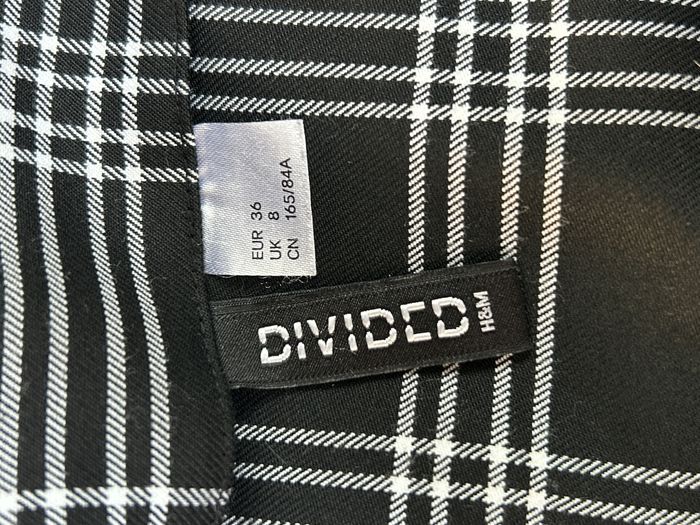 EUR 36
UK 8
CN 165/84A
DIVIDED
H&M